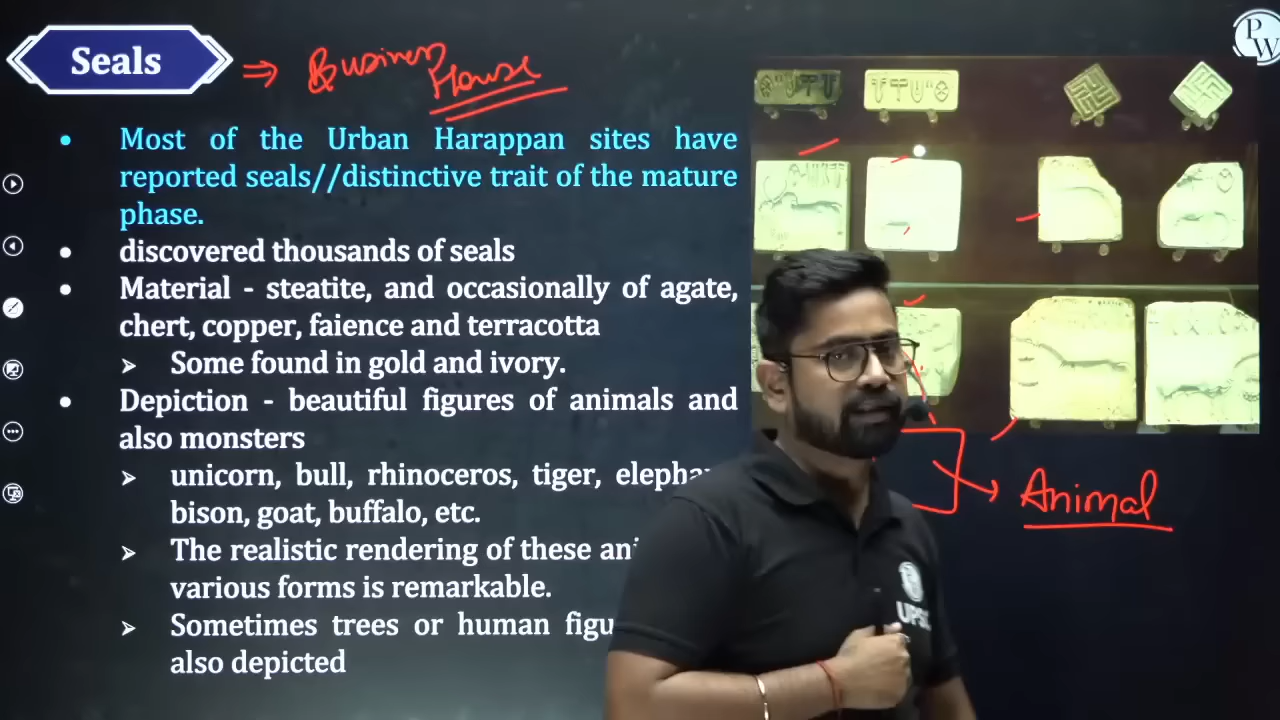 Seals
⇒ Business
House
PW
• Most of the Urban Harappan sites have
reported seals//distinctive trait of the mature
phase.
• discovered thousands of seals
• Material - steatite, and occasionally of agate,
chert, copper, faience and terracotta
➢ Some found in gold and ivory.
• Depiction - beautiful figures of animals and
also monsters
➢ unicorn, bull, rhinoceros, tiger,
bison, goat, buffalo, etc.
➢ The realistic rendering of these
various forms is remarkable.
➢ Sometimes trees or human
also depicted
Animal
UPSC